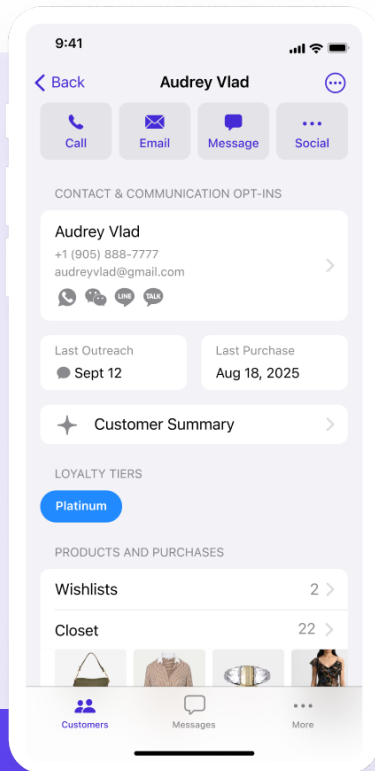 9:41
Back
Audrey Vlad
Call
Email
Message
Social
CONTACT & COMMUNICATION OPT-INS
Audrey Vlad
+1 (905) 888-7777
audreyvlad@gmail.com
LINE
TALK
Last Outreach
Last Purchase
Sept 12
Aug 18, 2025
Customer Summary
LOYALTY TIERS
Platinum
PRODUCTS AND PURCHASES
Wishlists 2
Closet 22
Customers
Messages
More